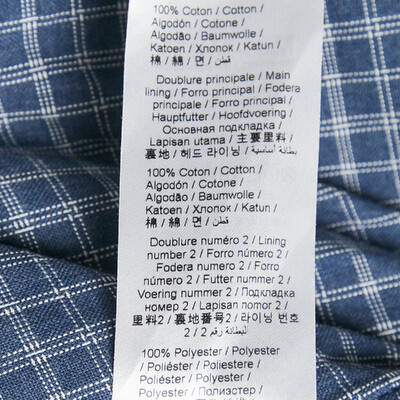 100% Coton / Cotton /
Algodón / Cotone /
Algodão / Baumwolle /
Katoen / Хлопок / Katun /
棉 / 綿 / 면 / قطن
Doublure principale / Main
lining / Forro principal / Fodera
principale / Forro principal /
Hauptfutter / Hoofdvoering /
Основная подкладка /
Lapisan utama / 主要里料 /
裏地 / 헤드 라이닝 / بطانة أساسية
100% Coton / Cotton /
Algodón / Cotone /
Algodão / Baumwolle /
Katoen / Хлопок / Katun /
棉 / 綿 / 면 / قطن
Doublure numéro 2 / Lining
number 2 / Forro número 2 /
Fodera numero 2 / Forro
número 2 / Futter nummer 2 /
Voering nummer 2 / Подкладка
номер 2 / Lapisan nomor 2 /
里料2 / 裏地番号2 / 라이닝 번호
2 / البطانة رقم 2
100% Polyester / Polyester
/ Poliéster / Poliestere /
Poliéster / Polyester /
Polyester / Полиэстер /